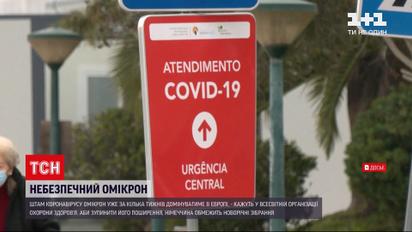 1+1
ТИ НЕ ОДИН
ATENDIMENTO
COVID-19
URGÊNCIA
CENTRAL
ДОСЬЄ
ТСН
НЕБЕЗПЕЧНИЙ ОМІКРОН
ШТАМ КОРОНАВІРУСУ ОМІКРОН УЖЕ ЗА КІЛЬКА ТИЖНІВ ДОМІНУВАТИМЕ В ЄВРОПІ, - КАЖУТЬ У ВСЕСВІТНІЙ ОРГАНІЗАЦІЇ
ОХОРОНИ ЗДОРОВ'Я. АБИ ЗУПИНИТИ ЙОГО ПОШИРЕННЯ, НІМЕЧЧИНА ОБМЕЖИТЬ НОВОРІЧНІ ЗІБРАННЯ